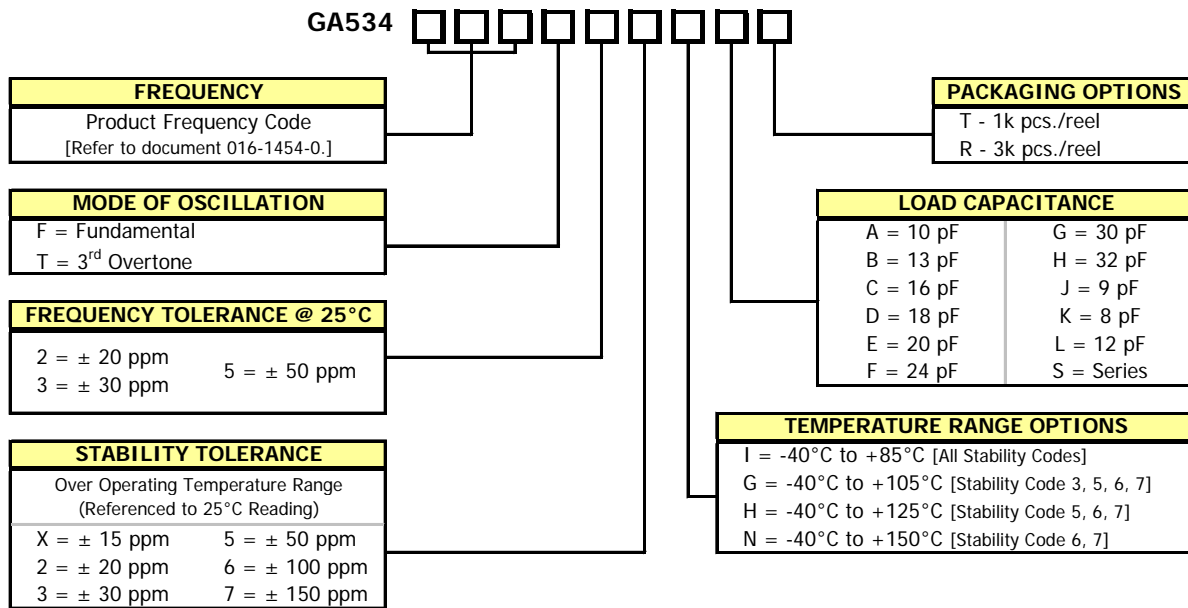 GA534
FREQUENCY
Product Frequency Code
[Refer to document 016-1454-0.]
MODE OF OSCILLATION
F = Fundamental
T = 3rd Overtone
FREQUENCY TOLERANCE @ 25°C
2 = ± 20 ppm
3 = ± 30 ppm
5 = ± 50 ppm
STABILITY TOLERANCE
Over Operating Temperature Range
(Referenced to 25°C Reading)
X = ± 15 ppm
2 = ± 20 ppm
3 = ± 30 ppm
5 = ± 50 ppm
6 = ± 100 ppm
7 = ± 150 ppm
PACKAGING OPTIONS
T - 1k pcs./reel
R - 3k pcs./reel
LOAD CAPACITANCE
A = 10 pF
B = 13 pF
C = 16 pF
D = 18 pF
E = 20 pF
F = 24 pF
G = 30 pF
H = 32 pF
J = 9 pF
K = 8 pF
L = 12 pF
S = Series
TEMPERATURE RANGE OPTIONS
I = -40°C to +85°C [All Stability Codes]
G = -40°C to +105°C [Stability Code 3, 5, 6, 7]
H = -40°C to +125°C [Stability Code 5, 6, 7]
N = -40°C to +150°C [Stability Code 6, 7]